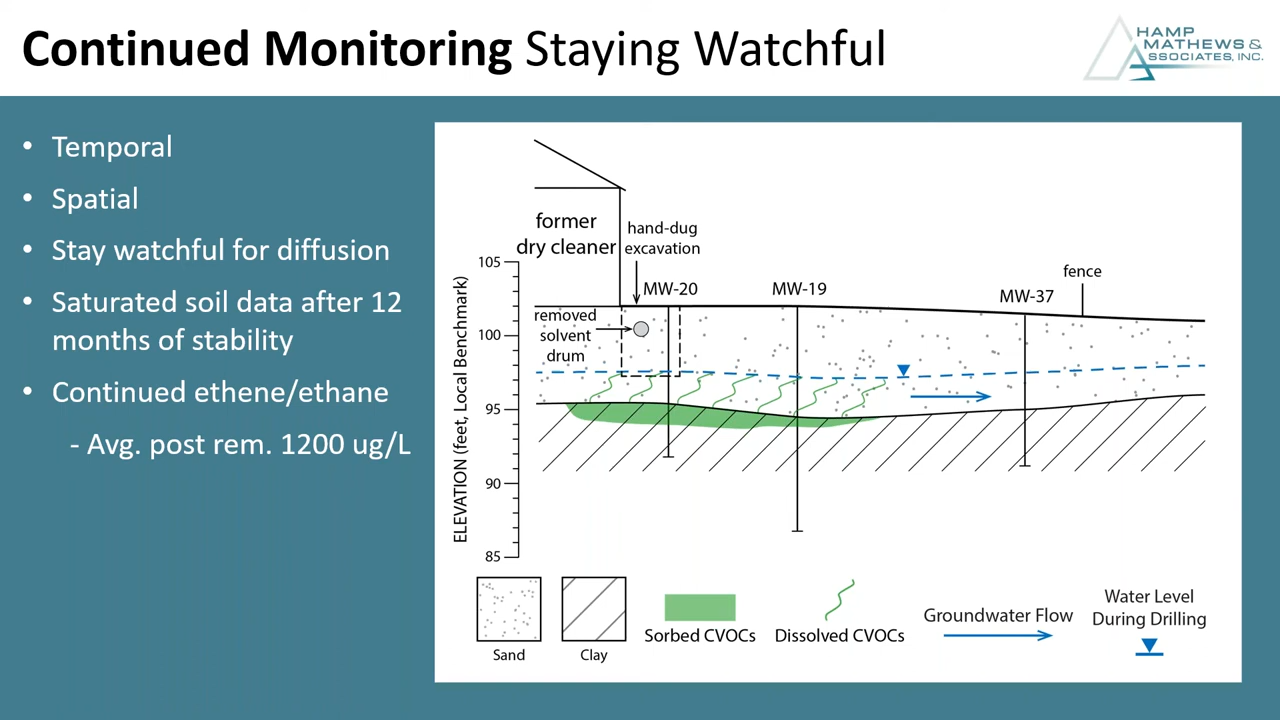 Continued Monitoring Staying Watchful
HAMP
MATHEWS &
ASSOCIATES, INC.
• Temporal
• Spatial
• Stay watchful for diffusion
• Saturated soil data after 12
months of stability
• Continued ethene/ethane
- Avg. post rem. 1200 ug/L
former
dry cleaner
hand-dug
excavation
MW-20
MW-19
MW-37
fence
removed
solvent
drum
ELEVATION (feet, Local Benchmark)
105
100
95
90
85
Sand
Clay
Sorbed CVOCs
Dissolved CVOCs
Groundwater Flow
Water Level
During Drilling